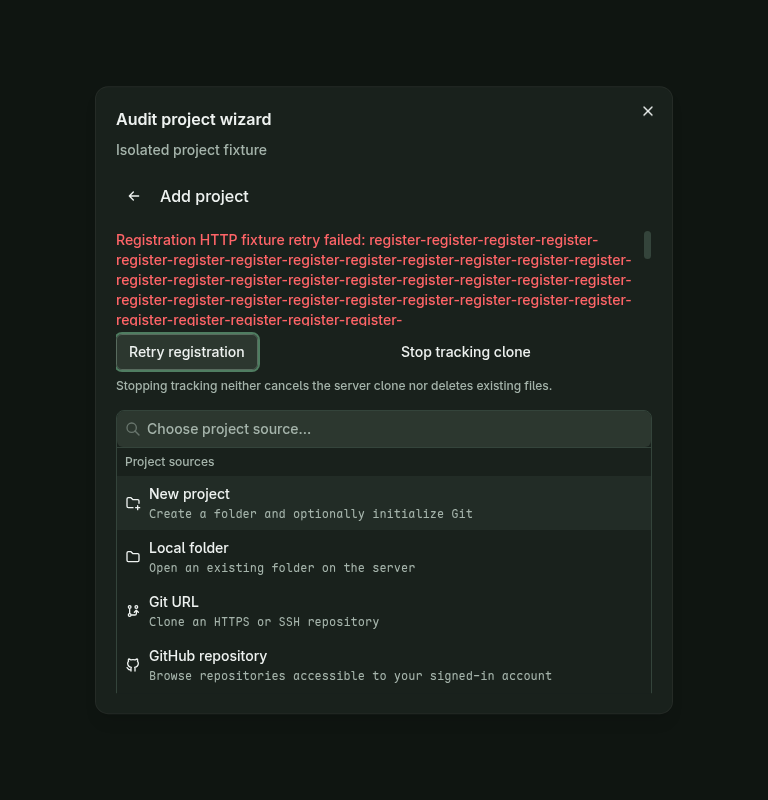 Audit project wizard
Isolated project fixture
Add project
Registration HTTP fixture retry failed: register-register-register-register-
register-register-register-register-register-register-register-register-register-
register-register-register-register-register-register-register-register-register-
register-register-register-register-register-register-register-register-register-
register-register-register-register-register-
Retry registration
Stop tracking clone
Stopping tracking neither cancels the server clone nor deletes existing files.
Choose project source...
Project sources
New project
Create a folder and optionally initialize Git
Local folder
Open an existing folder on the server
Git URL
Clone an HTTPS or SSH repository
GitHub repository
Browse repositories accessible to your signed-in account